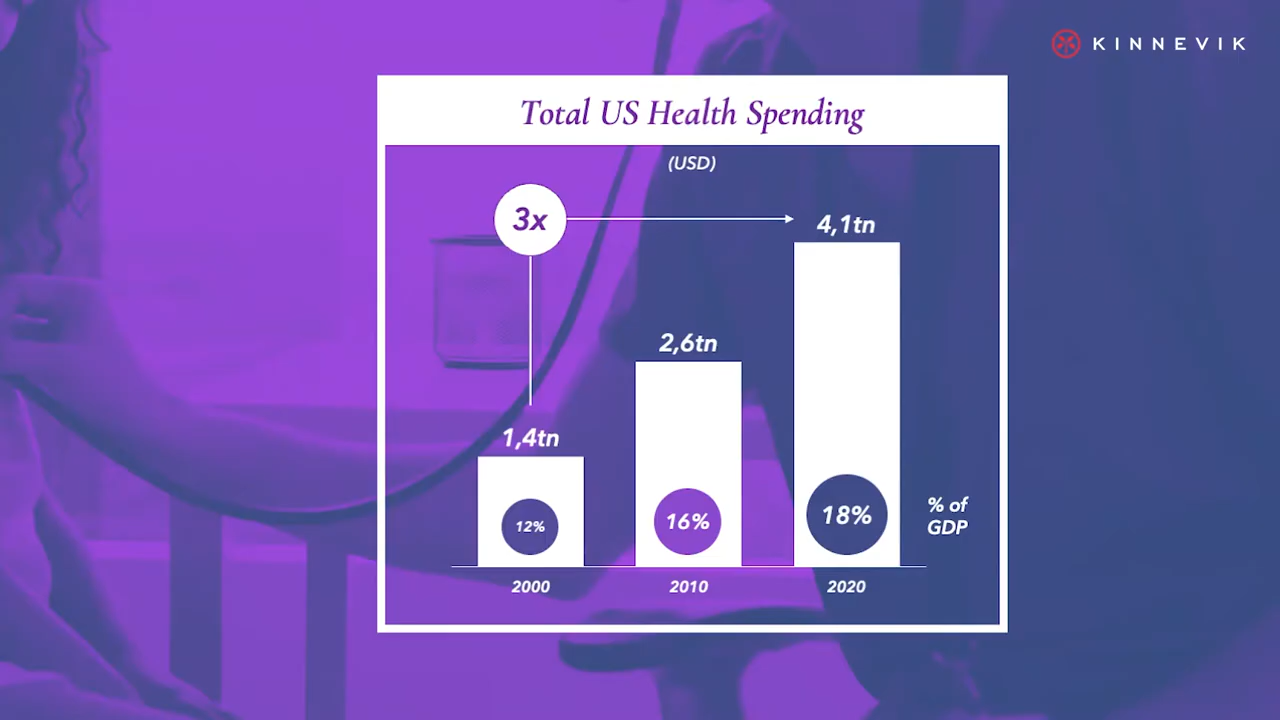 KINNEVIK
Total US Health Spending
(USD)
3x
4,1tn
2,6tn
1,4tn
12%
16%
18%
% of
GDP
2000
2010
2020